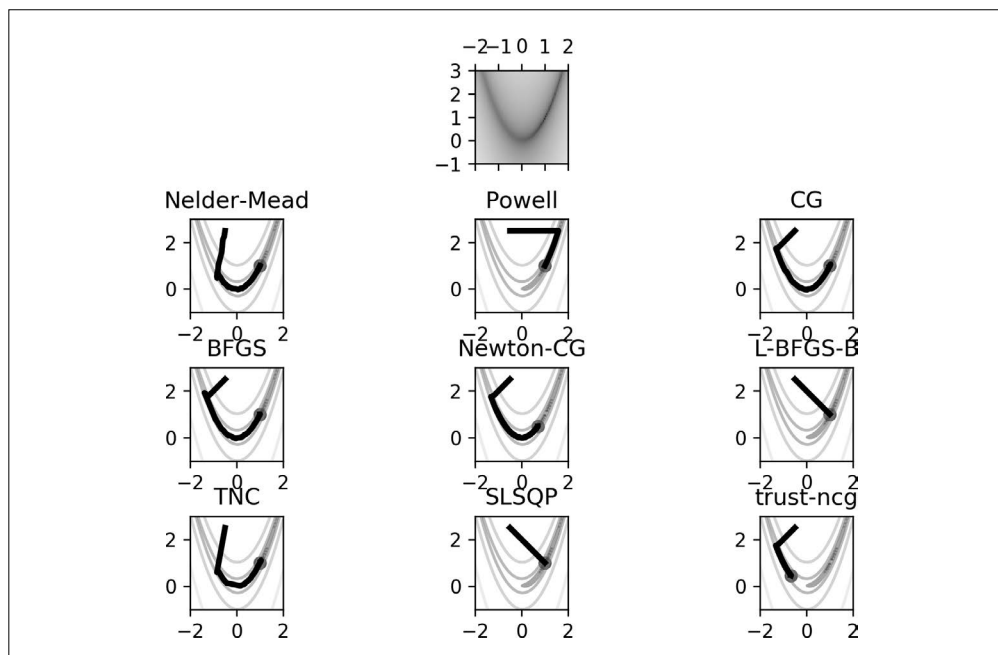 −2 −1 0 1 2
3
2
1
0
−1
Nelder-Mead Powell CG
2 2 2
0 0 0
−2 0 2 −2 0 2 −2 0 2
BFGS Newton-CG L-BFGS-B
2 2 2
0 0 0
−2 0 2 −2 0 2 −2 0 2
TNC SLSQP trust-ncg
2 2 2
0 0 0
−2 0 2 −2 0 2 −2 0 2